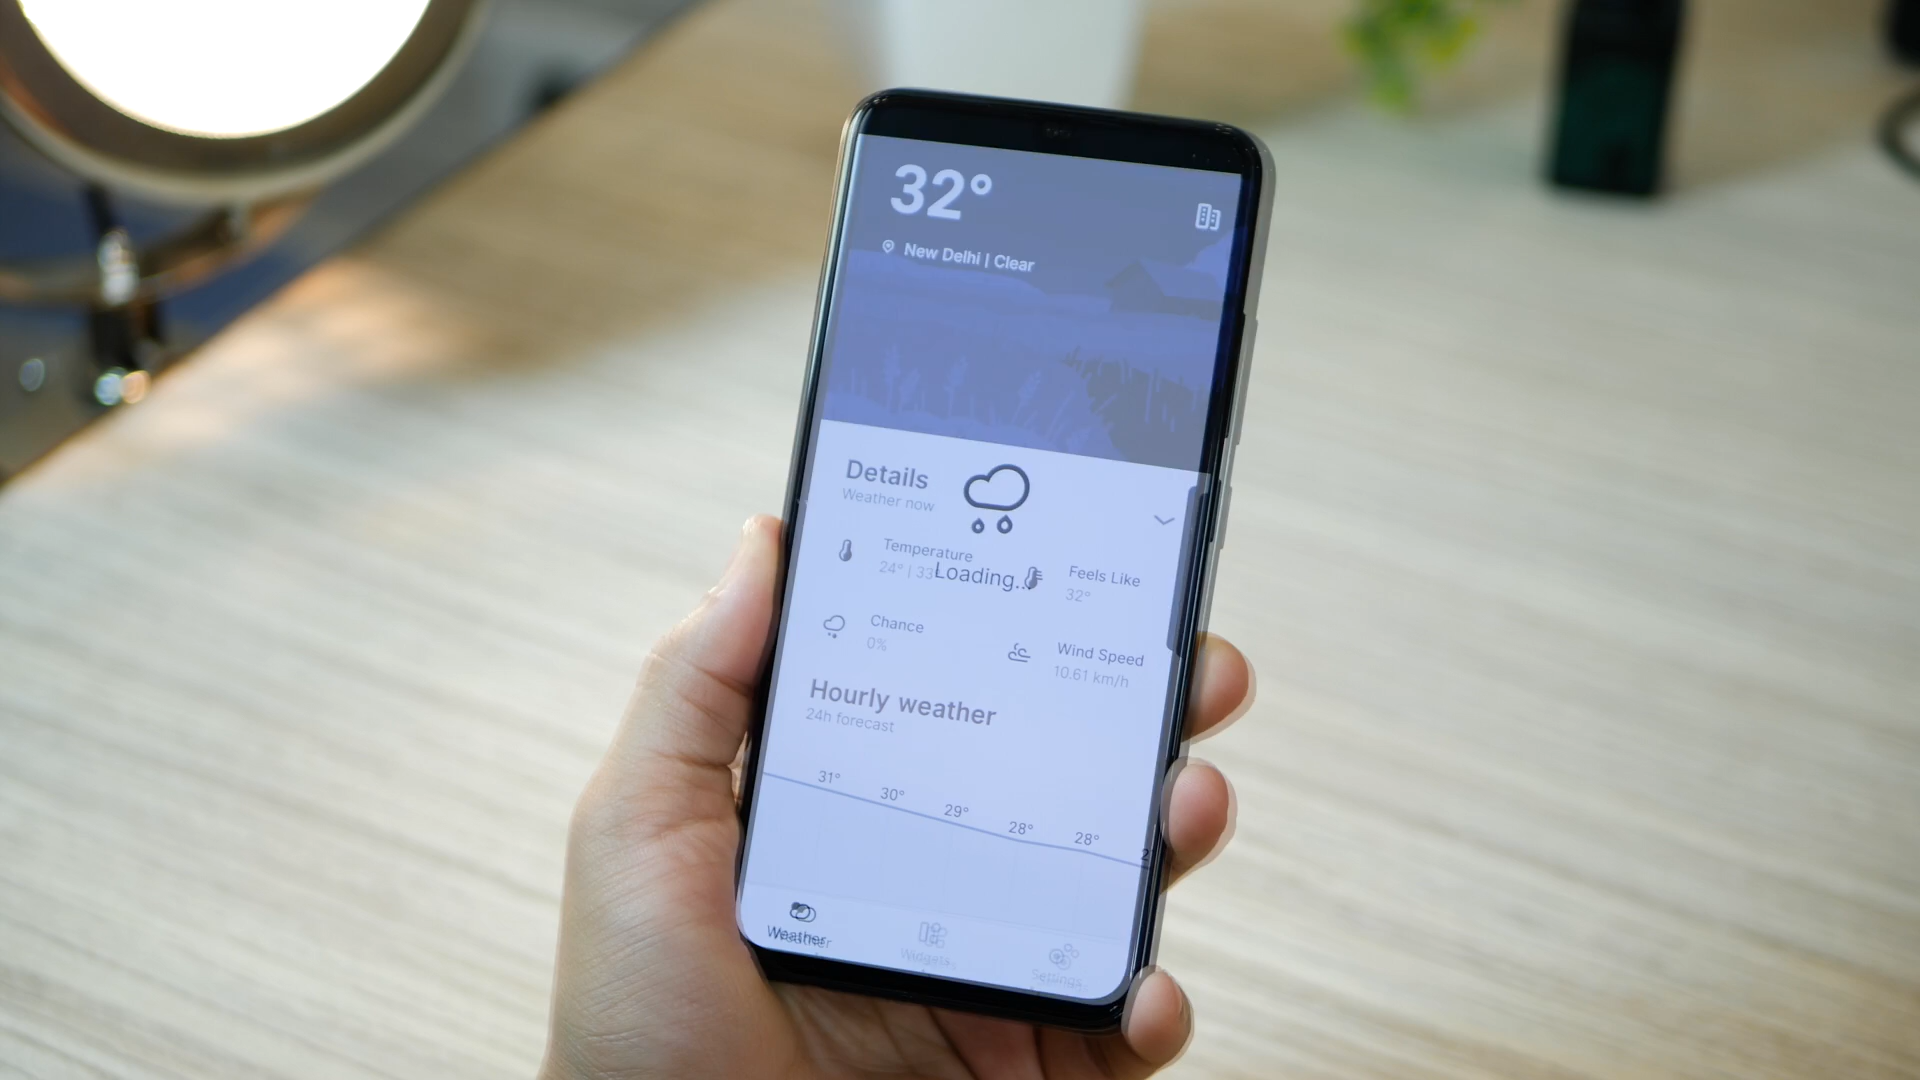 32°
New Delhi | Clear
Details
Weather now
Temperature
24° | 33°
Loading...
Feels Like
32°
Chance
0%
Wind Speed
10.61 km/h
Hourly weather
24h forecast
31°
30°
29°
28°
28°
2
Weather
Widgets
Settings